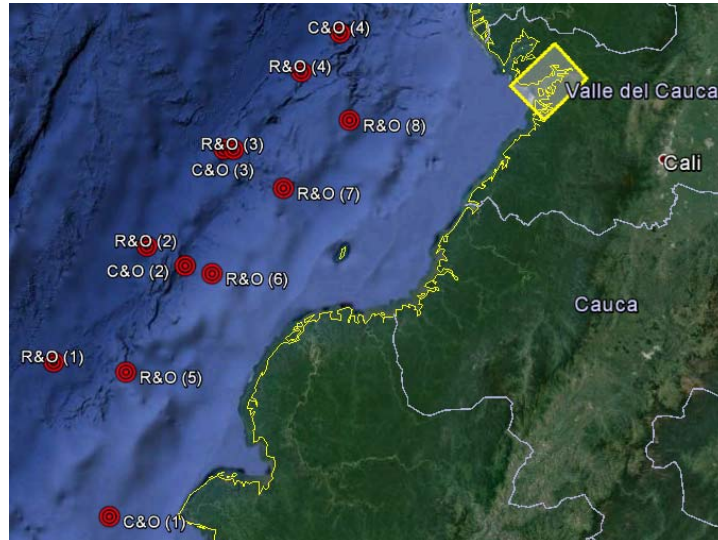 C&O (4)
R&O (4)
Valle del Cauca
R&O (8)
R&O (3)
C&O (3)
Cali
R&O (7)
R&O (2)
C&O (2)
R&O (6)
Cauca
R&O (1)
R&O (5)
C&O (1)